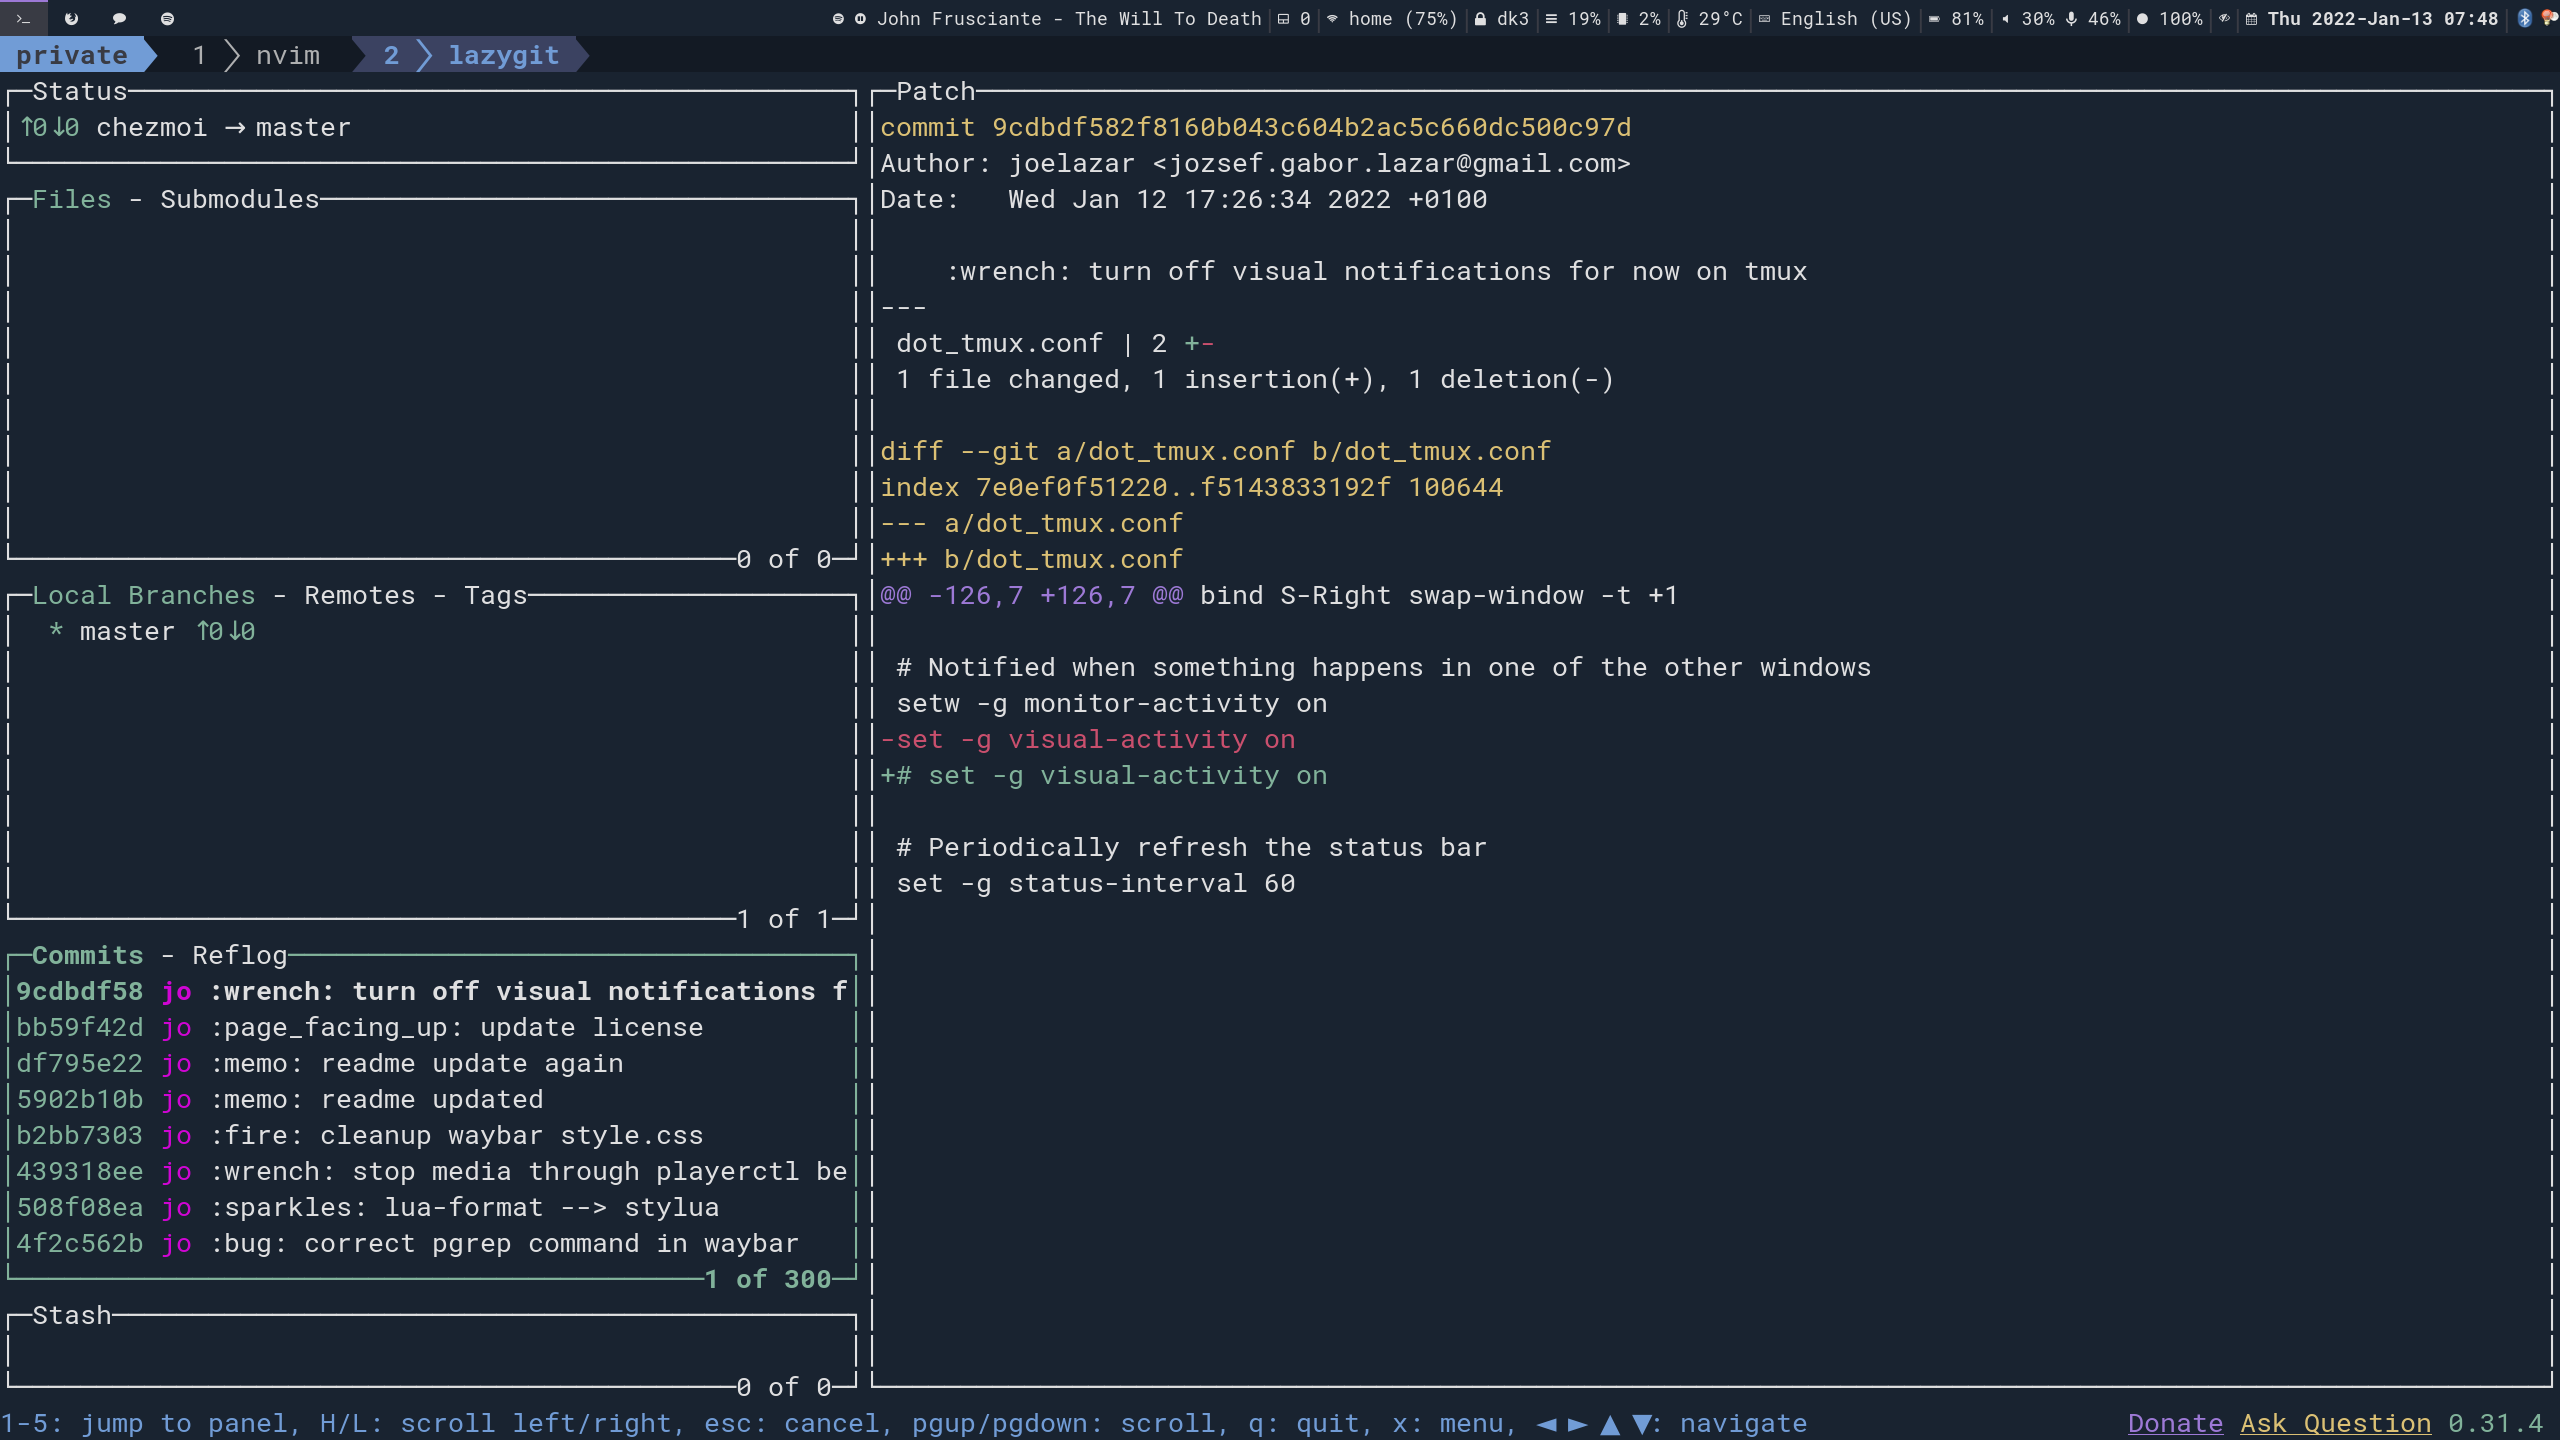 John Frusciante - The Will To Death 0 home (75%) dk3 19% 2% 29°C English (US) 81% 30% 46% 100% Thu 2022-Jan-13 07:48
private 1 nvim 2 lazygit
Status
↑0↓0 chezmoi → master
Files - Submodules
0 of 0
Local Branches - Remotes - Tags
* master ↑0↓0
1 of 1
Commits - Reflog
9cdbdf58 jo :wrench: turn off visual notifications f
bb59f42d jo :page_facing_up: update license
df795e22 jo :memo: readme update again
5902b10b jo :memo: readme updated
b2bb7303 jo :fire: cleanup waybar style.css
439318ee jo :wrench: stop media through playerctl be
508f08ea jo :sparkles: lua-format --> stylua
4f2c562b jo :bug: correct pgrep command in waybar
1 of 300
Stash
0 of 0
Patch
commit 9cdbdf582f8160b043c604b2ac5c660dc500c97d
Author: joelazar <jozsef.gabor.lazar@gmail.com>
Date:   Wed Jan 12 17:26:34 2022 +0100
:wrench: turn off visual notifications for now on tmux
---
dot_tmux.conf | 2 +-
1 file changed, 1 insertion(+), 1 deletion(-)
diff --git a/dot_tmux.conf b/dot_tmux.conf
index 7e0ef0f51220..f5143833192f 100644
--- a/dot_tmux.conf
+++ b/dot_tmux.conf
@@ -126,7 +126,7 @@ bind S-Right swap-window -t +1
# Notified when something happens in one of the other windows
setw -g monitor-activity on
-set -g visual-activity on
+# set -g visual-activity on
# Periodically refresh the status bar
set -g status-interval 60
1-5: jump to panel, H/L: scroll left/right, esc: cancel, pgup/pgdown: scroll, q: quit, x: menu, ◄ ► ▲ ▼: navigate Donate Ask Question 0.31.4